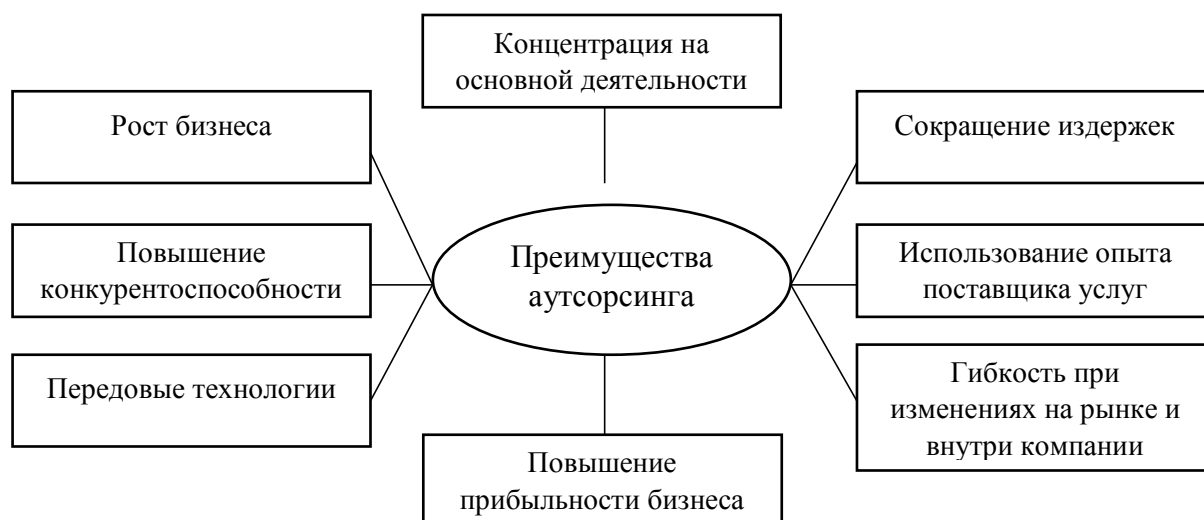 Концентрация на
основной деятельности
Рост бизнеса
Сокращение издержек
Повышение
конкурентоспособности
Преимущества
аутсорсинга
Использование опыта
поставщика услуг
Передовые технологии
Гибкость при
изменениях на рынке и
внутри компании
Повышение
прибыльности бизнеса